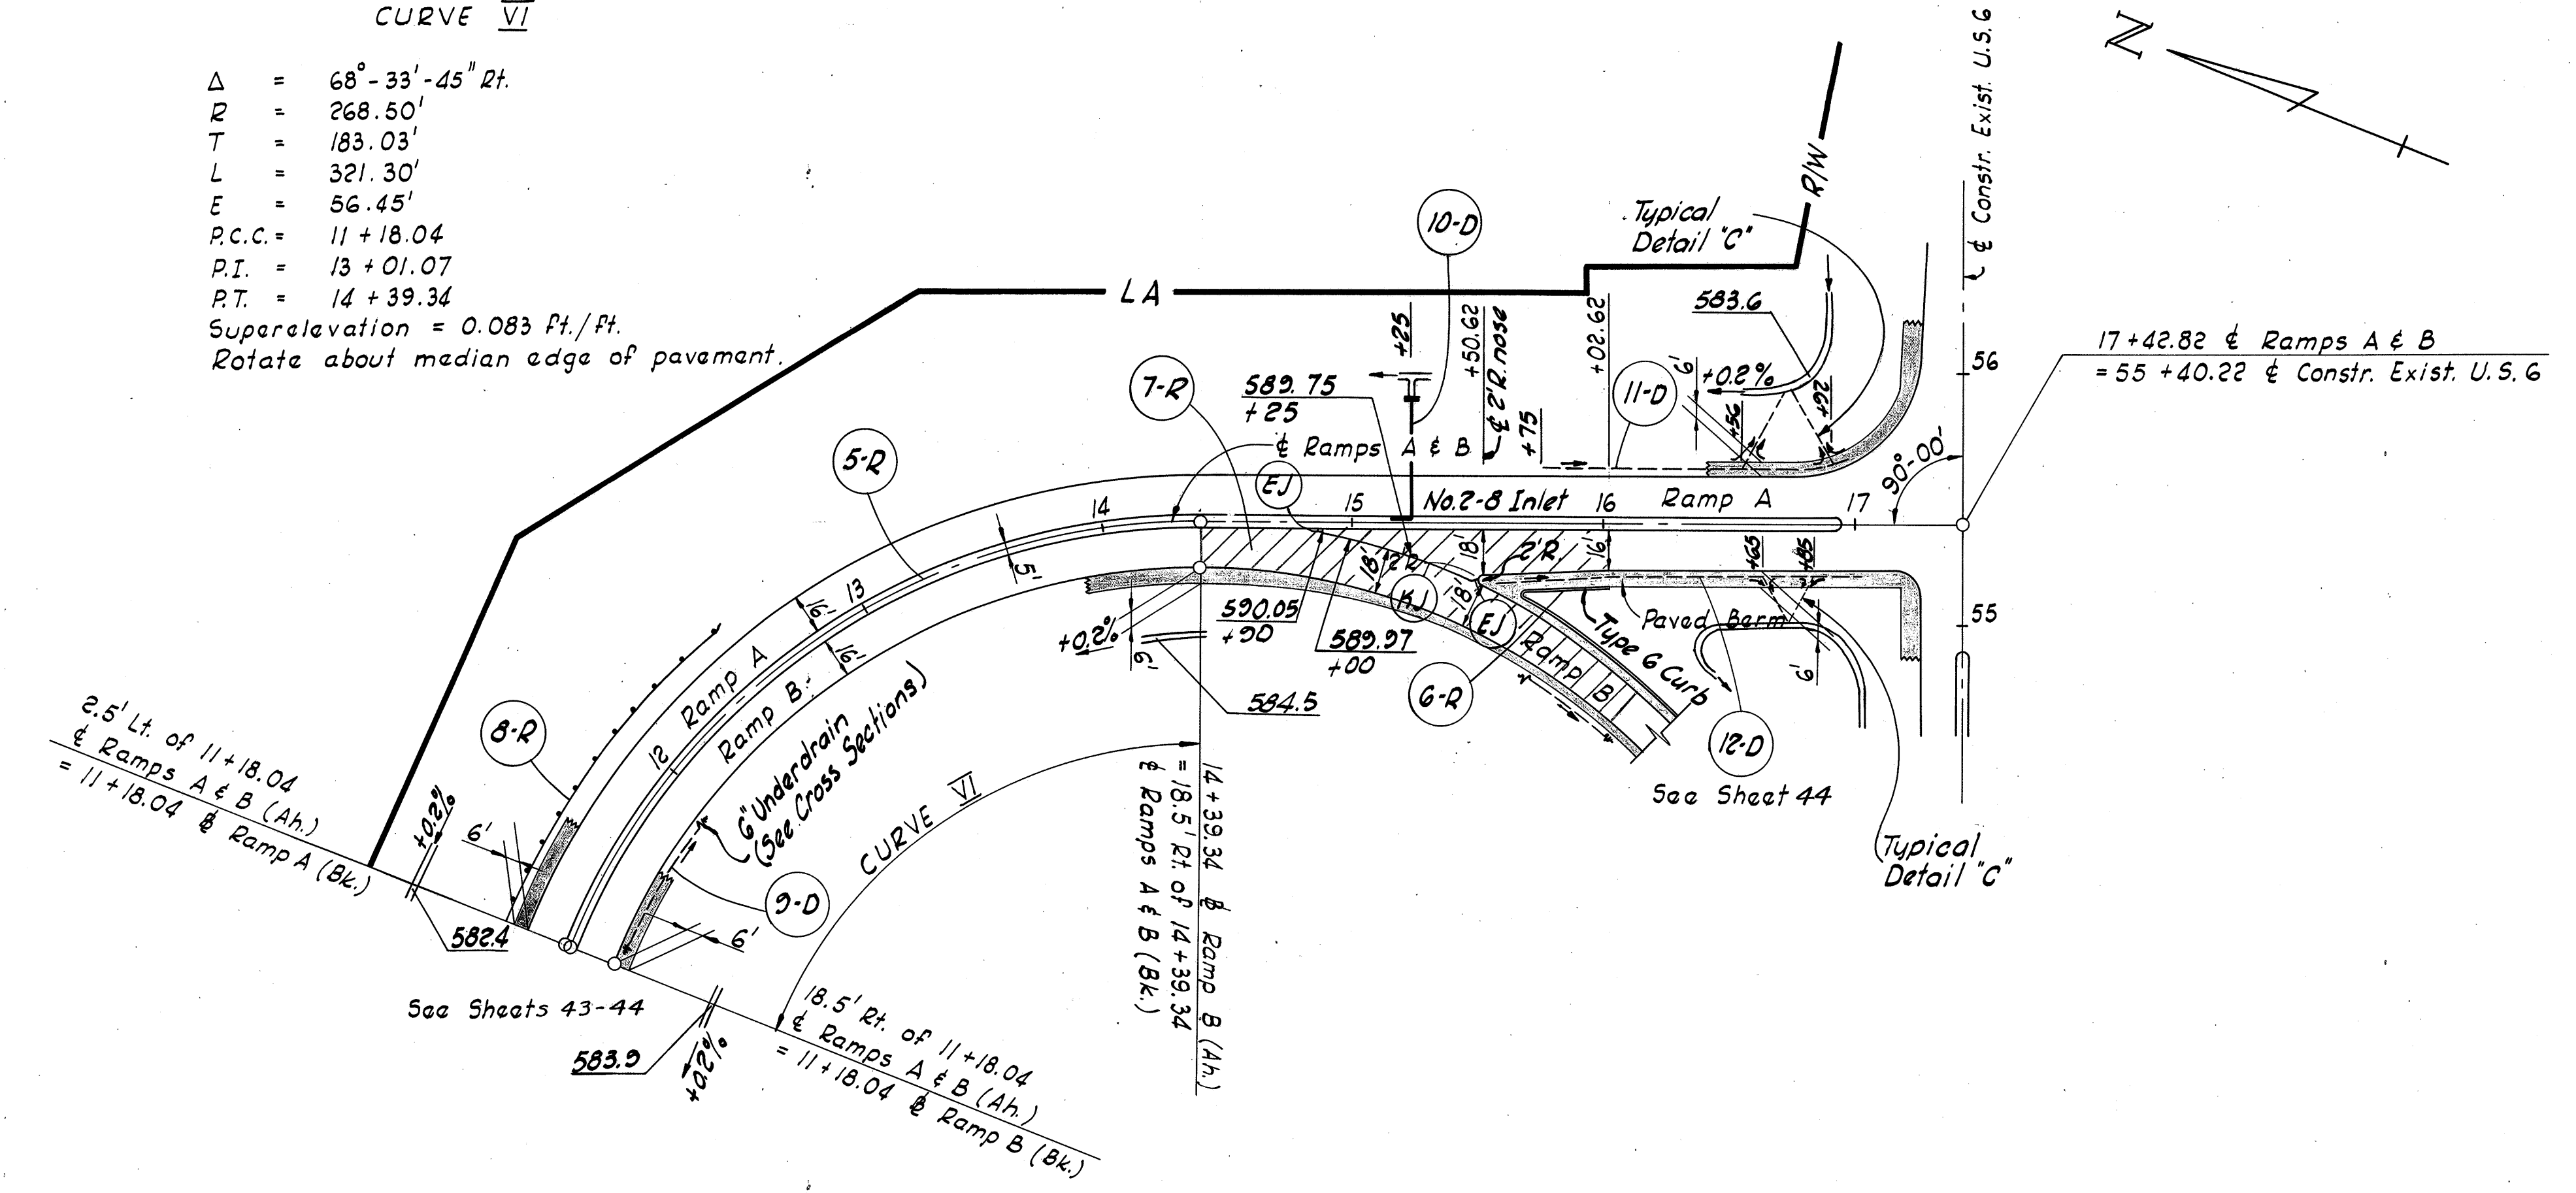 CURVE VI
Δ = 68°-33'-45" Rt.
R = 268.50'
T = 183.03'
L = 321.30'
E = 56.45'
P.C.C. = 11 + 18.04
P.I. = 13 + 01.07
P.T. = 14 + 39.34
Superelevation = 0.083 ft./ft.
Rotate about median edge of pavement.
N
℄ Constr. Exist. U.S. 6
R/W
LA
Typical
Detail "C"
10-D
583.6
+0.2%
6'
+56
+92
11-D
+02.62
+50.62
℄ 2'R. nose
+75
+25
56
17 + 42.82 ℄ Ramps A & B
= 55 + 40.22 ℄ Constr. Exist. U.S. 6
90°-00'
7-R
589.75
+25
℄ Ramps A & B
EJ
5-R
14
15
No. 2-8 Inlet
16
Ramp A
17
5'
18'
18'
2'R.
16'
+65
+85
KJ
18'
EJ
590.05
+90
589.97
+00
Paved Berm
55
6'
Type 6 Curb
Ramp B
6-R
12-D
See Sheet 44
Typical
Detail "C"
+0.2%
6'
584.5
13
16'
16'
Ramp A
Ramp B
12
8-R
6" Underdrain
(See Cross Sections)
9-D
CURVE VI
14 + 39.34 Ramp B (Ah.)
= 18.5' Rt. of 14 + 39.34
℄ Ramps A & B (Bk.)
2.5' Lt. of 11 + 18.04
℄ Ramps A & B (Ah.)
= 11 + 18.04 Ramp A (Bk.)
+0.2%
6'
582.4
6'
See Sheets 43-44
583.9
+0.2%
18.5' Rt. of 11 + 18.04
℄ Ramps A & B (Ah.)
= 11 + 18.04 Ramp B (Bk.)